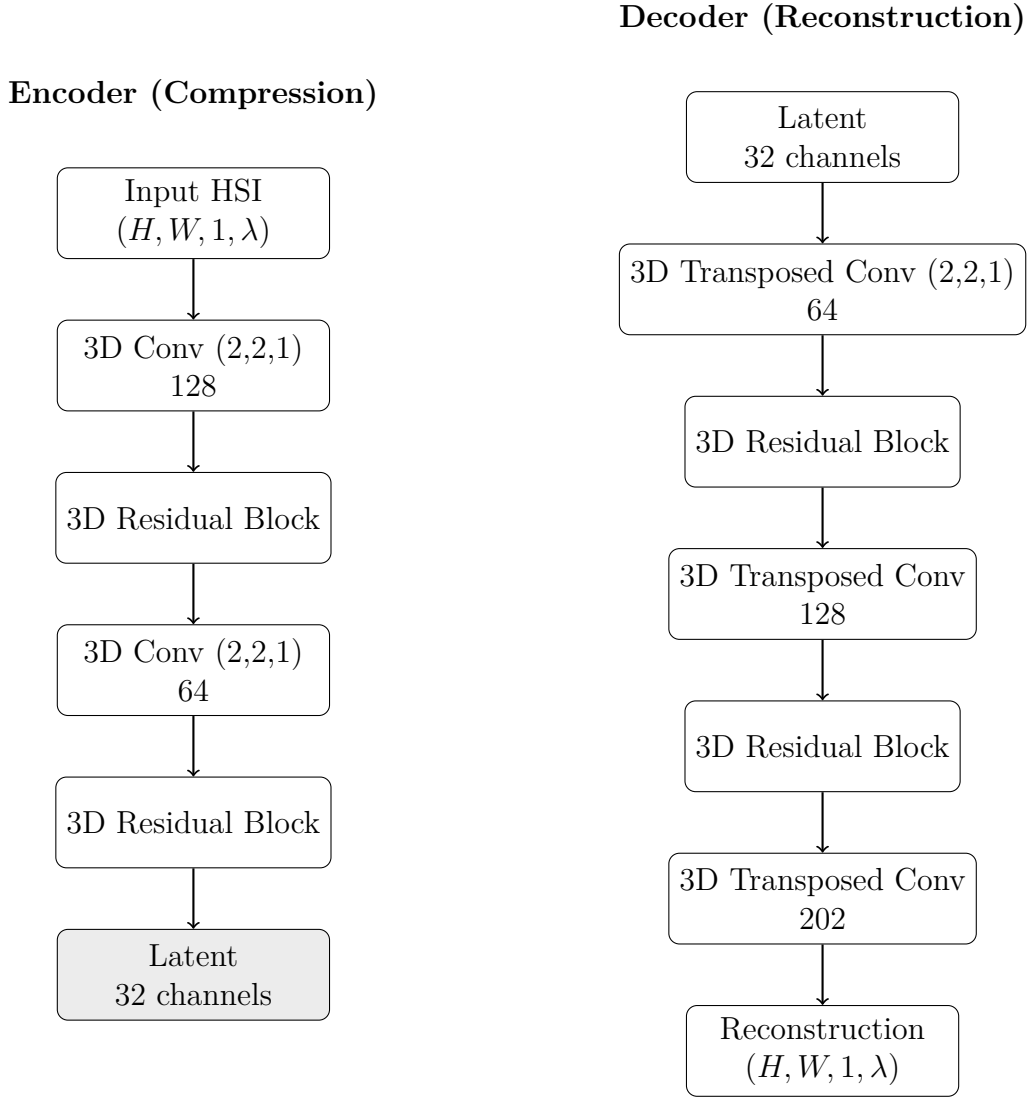 Encoder (Compression)
Input HSI
(H, W, 1, λ)
3D Conv (2,2,1)
128
3D Residual Block
3D Conv (2,2,1)
64
3D Residual Block
Latent
32 channels
Decoder (Reconstruction)
Latent
32 channels
3D Transposed Conv (2,2,1)
64
3D Residual Block
3D Transposed Conv
128
3D Residual Block
3D Transposed Conv
202
Reconstruction
(H, W, 1, λ)